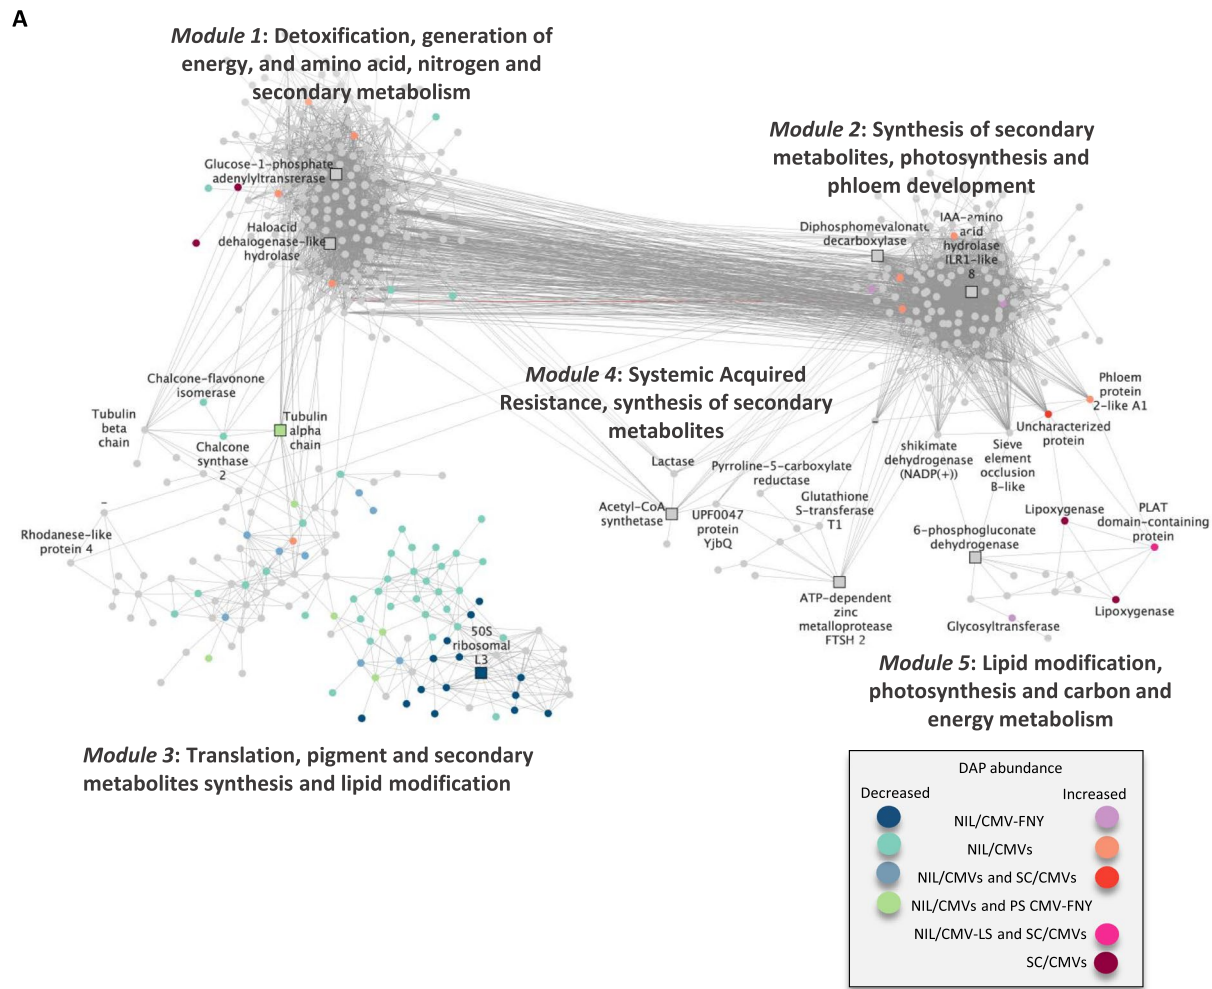 A
Module 1: Detoxification, generation of
energy, and amino acid, nitrogen and
secondary metabolism
Module 2: Synthesis of secondary
metabolites, photosynthesis and
phloem development
Glucose-1-phosphate
adenylyltransferase
Haloacid
dehalogenase-like
hydrolase
Diphosphomevalonate
decarboxylase
IAA-amino
acid
hydrolase
ILR1-like
8
Module 4: Systemic Acquired
Resistance, synthesis of secondary
metabolites
Chalcone-flavonone
isomerase
Tubulin
beta
chain
Chalcone
synthase
2
Tubulin
alpha
chain
Phloem
protein
2-like A1
Uncharacterized
protein
shikimate
dehydrogenase
(NADP(+))
Sieve
element
occlusion
B-like
Lactase
Pyrroline-5-carboxylate
reductase
Acetyl-CoA
synthetase
UPF0047
protein
YjbQ
Glutathione
S-transferase
T1
Rhodanese-like
protein 4
Lipoxygenase
PLAT
domain-containing
protein
6-phosphogluconate
dehydrogenase
ATP-dependent
zinc
metalloprotease
FTSH 2
Lipoxygenase
Glycosyltransferase
50S
ribosomal
L3
Module 5: Lipid modification,
photosynthesis and carbon and
energy metabolism
Module 3: Translation, pigment and secondary
metabolites synthesis and lipid modification
DAP abundance
Decreased
Increased
NIL/CMV-FNY
NIL/CMVs
NIL/CMVs and SC/CMVs
NIL/CMVs and PS CMV-FNY
NIL/CMV-LS and SC/CMVs
SC/CMVs